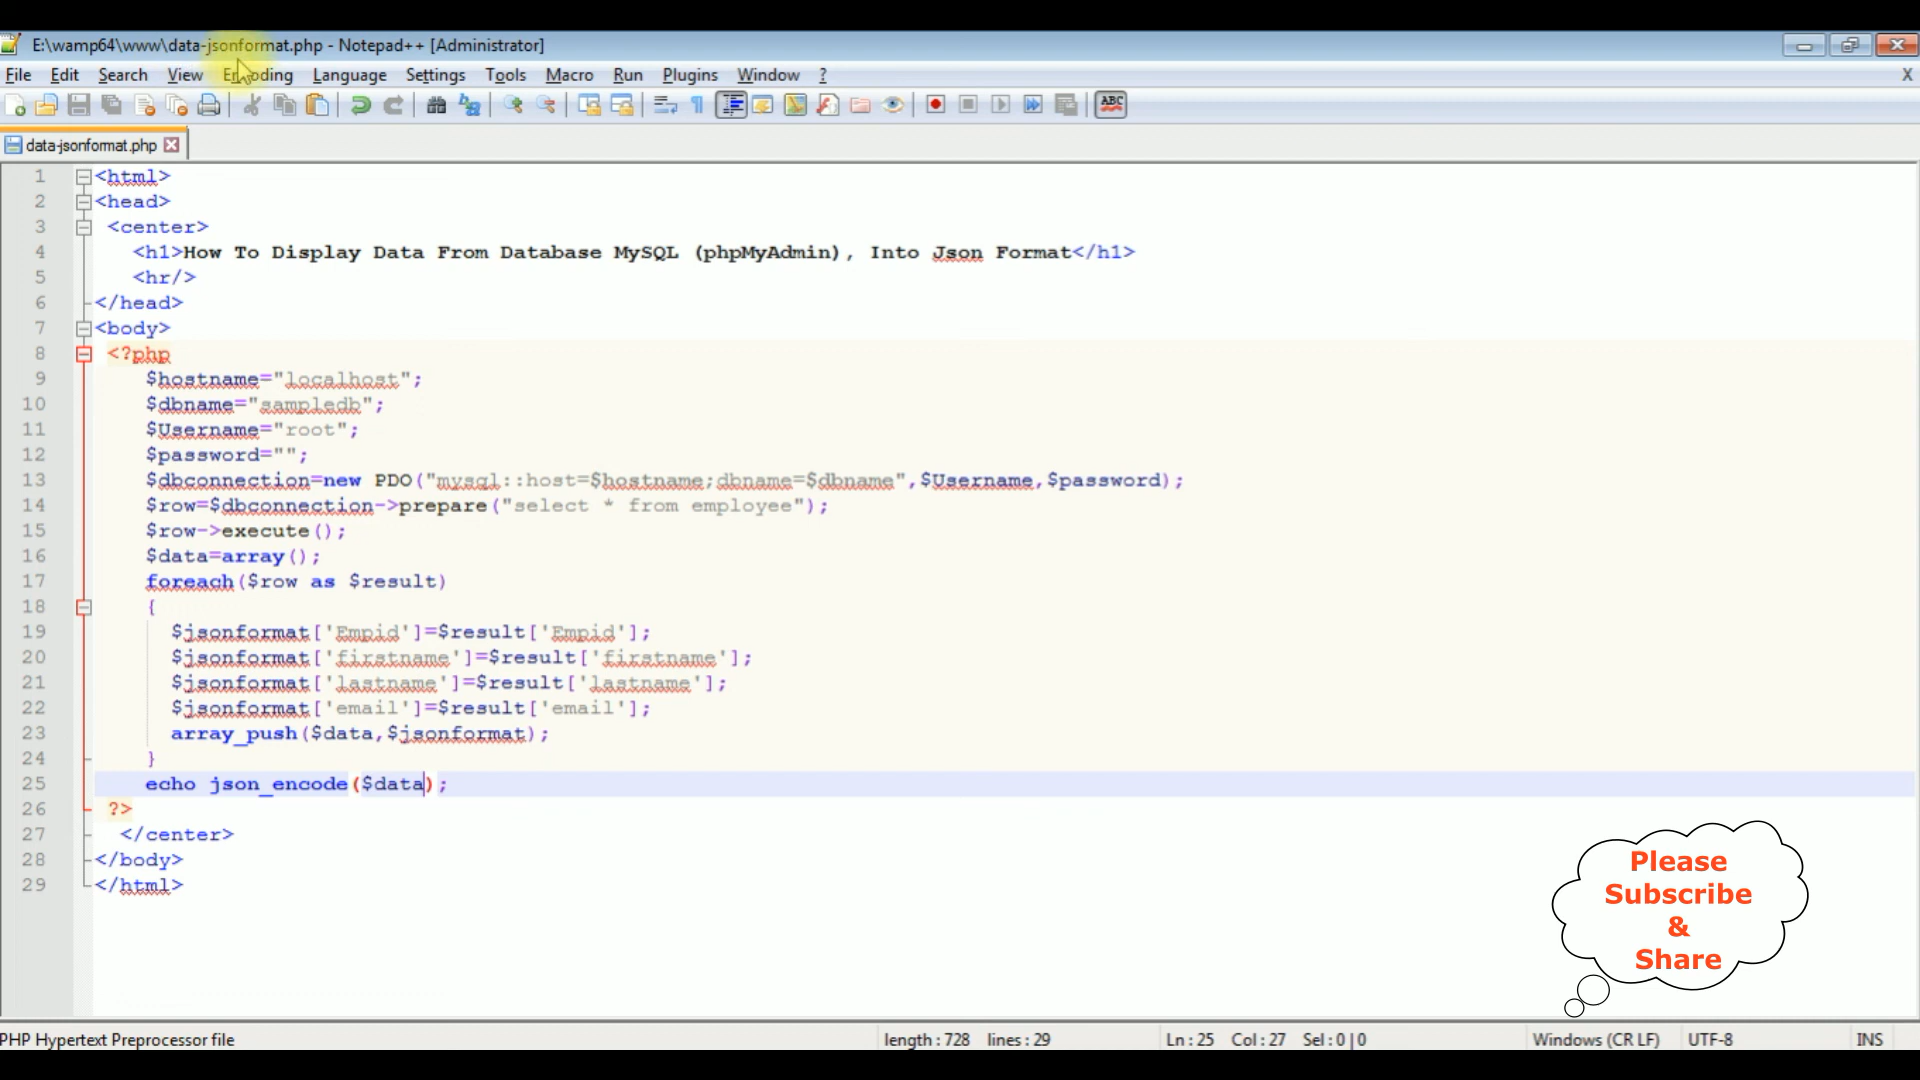 E:\wamp64\www\data-jsonformat.php - Notepad++ [Administrator]
File Edit Search View Encoding Language Settings Tools Macro Run Plugins Window ? X
ABC
data-jsonformat.php
1 <html>
2 <head>
3 <center>
4 <h1>How To Display Data From Database MySQL (phpMyAdmin), Into Json Format</h1>
5 <hr/>
6 </head>
7 <body>
8 <?php
9 $hostname="localhost";
10 $dbname="sampledb";
11 $Username="root";
12 $password="";
13 $dbconnection=new PDO("mysql::host=$hostname;dbname=$dbname",$Username,$password);
14 $row=$dbconnection->prepare("select * from employee");
15 $row->execute();
16 $data=array();
17 foreach($row as $result)
18 {
19 $jsonformat['Empid']=$result['Empid'];
20 $jsonformat['firstname']=$result['firstname'];
21 $jsonformat['lastname']=$result['lastname'];
22 $jsonformat['email']=$result['email'];
23 array_push($data,$jsonformat);
24 }
25 echo json_encode($data);
26 ?>
27 </center>
28 </body>
29 </html>
Please
Subscribe
&
Share
PHP Hypertext Preprocessor file length : 728 lines : 29 Ln : 25 Col : 27 Sel : 0 | 0 Windows (CR LF) UTF-8 INS